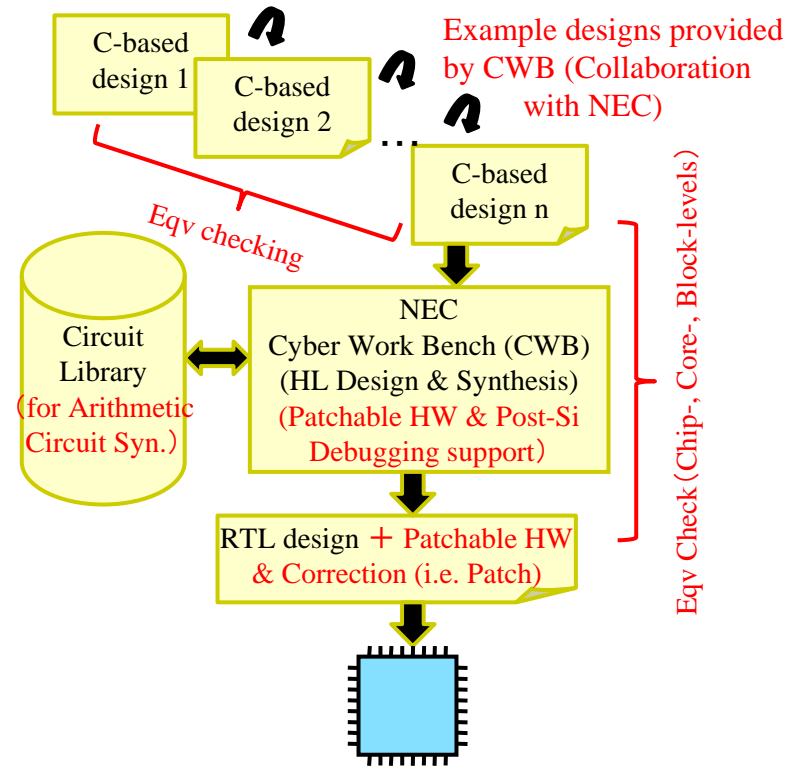 C-based
design 1
C-based
design 2
...
C-based
design n
Example designs provided
by CWB (Collaboration
with NEC)
Eqv checking
Circuit
Library
（for Arithmetic
Circuit Syn.）
NEC
Cyber Work Bench (CWB)
(HL Design & Synthesis)
(Patchable HW & Post-Si
Debugging support）
RTL design ＋ Patchable HW
& Correction (i.e. Patch)
Eqv Check（Chip-, Core-, Block-levels）